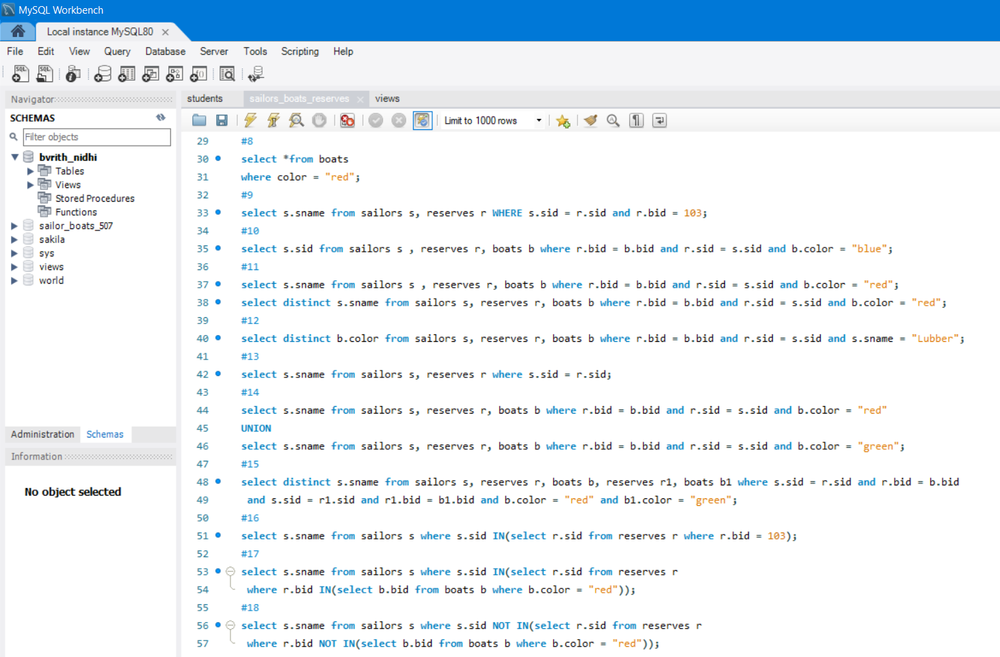 MySQL Workbench
Local instance MySQL80
File Edit View Query Database Server Tools Scripting Help
Navigator
SCHEMAS
Filter objects
bvrith_nidhi
Tables
Views
Stored Procedures
Functions
sailor_boats_507
sakila
sys
views
world
Administration Schemas
Information
No object selected
students sailors_boats_reserves views
Limit to 1000 rows
29 #8
30 select *from boats
31 where color = "red";
32 #9
33 select s.sname from sailors s, reserves r WHERE s.sid = r.sid and r.bid = 103;
34 #10
35 select s.sid from sailors s , reserves r, boats b where r.bid = b.bid and r.sid = s.sid and b.color = "blue";
36 #11
37 select s.sname from sailors s , reserves r, boats b where r.bid = b.bid and r.sid = s.sid and b.color = "red";
38 select distinct s.sname from sailors s, reserves r, boats b where r.bid = b.bid and r.sid = s.sid and b.color = "red";
39 #12
40 select distinct b.color from sailors s, reserves r, boats b where r.bid = b.bid and r.sid = s.sid and s.sname = "Lubber";
41 #13
42 select s.sname from sailors s, reserves r where s.sid = r.sid;
43 #14
44 select s.sname from sailors s, reserves r, boats b where r.bid = b.bid and r.sid = s.sid and b.color = "red"
45 UNION
46 select s.sname from sailors s, reserves r, boats b where r.bid = b.bid and r.sid = s.sid and b.color = "green";
47 #15
48 select distinct s.sname from sailors s, reserves r, boats b, reserves r1, boats b1 where s.sid = r.sid and r.bid = b.bid
49 and s.sid = r1.sid and r1.bid = b1.bid and b.color = "red" and b1.color = "green";
50 #16
51 select s.sname from sailors s where s.sid IN(select r.sid from reserves r where r.bid = 103);
52 #17
53 select s.sname from sailors s where s.sid IN(select r.sid from reserves r
54 where r.bid IN(select b.bid from boats b where b.color = "red"));
55 #18
56 select s.sname from sailors s where s.sid NOT IN(select r.sid from reserves r
57 where r.bid NOT IN(select b.bid from boats b where b.color = "red"));